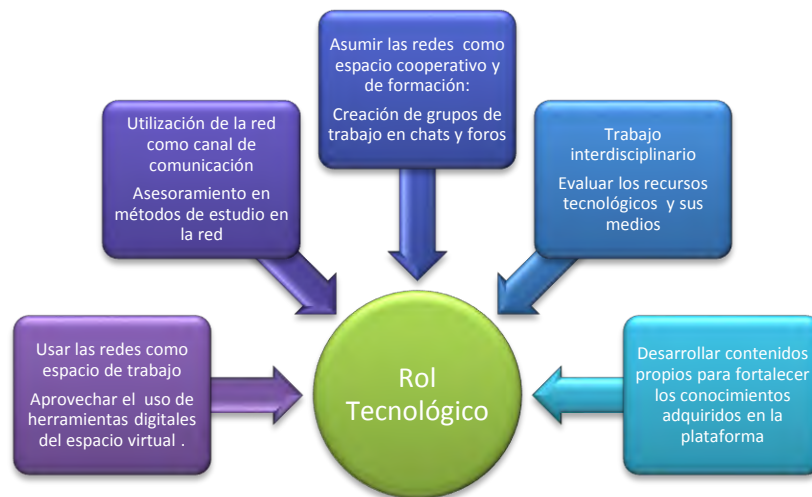 Usar las redes como
espacio de trabajo
Aprovechar el uso de
herramientas digitales
del espacio virtual .
Utilización de la red
como canal de
comunicación
Asesoramiento en
métodos de estudio en
la red
Asumir las redes como
espacio cooperativo y
de formación:
Creación de grupos de
trabajo en chats y foros
Trabajo
interdisciplinario
Evaluar los recursos
tecnológicos y sus
medios
Desarrollar contenidos
propios para fortalecer
los conocimientos
adquiridos en la
plataforma
Rol
Tecnológico